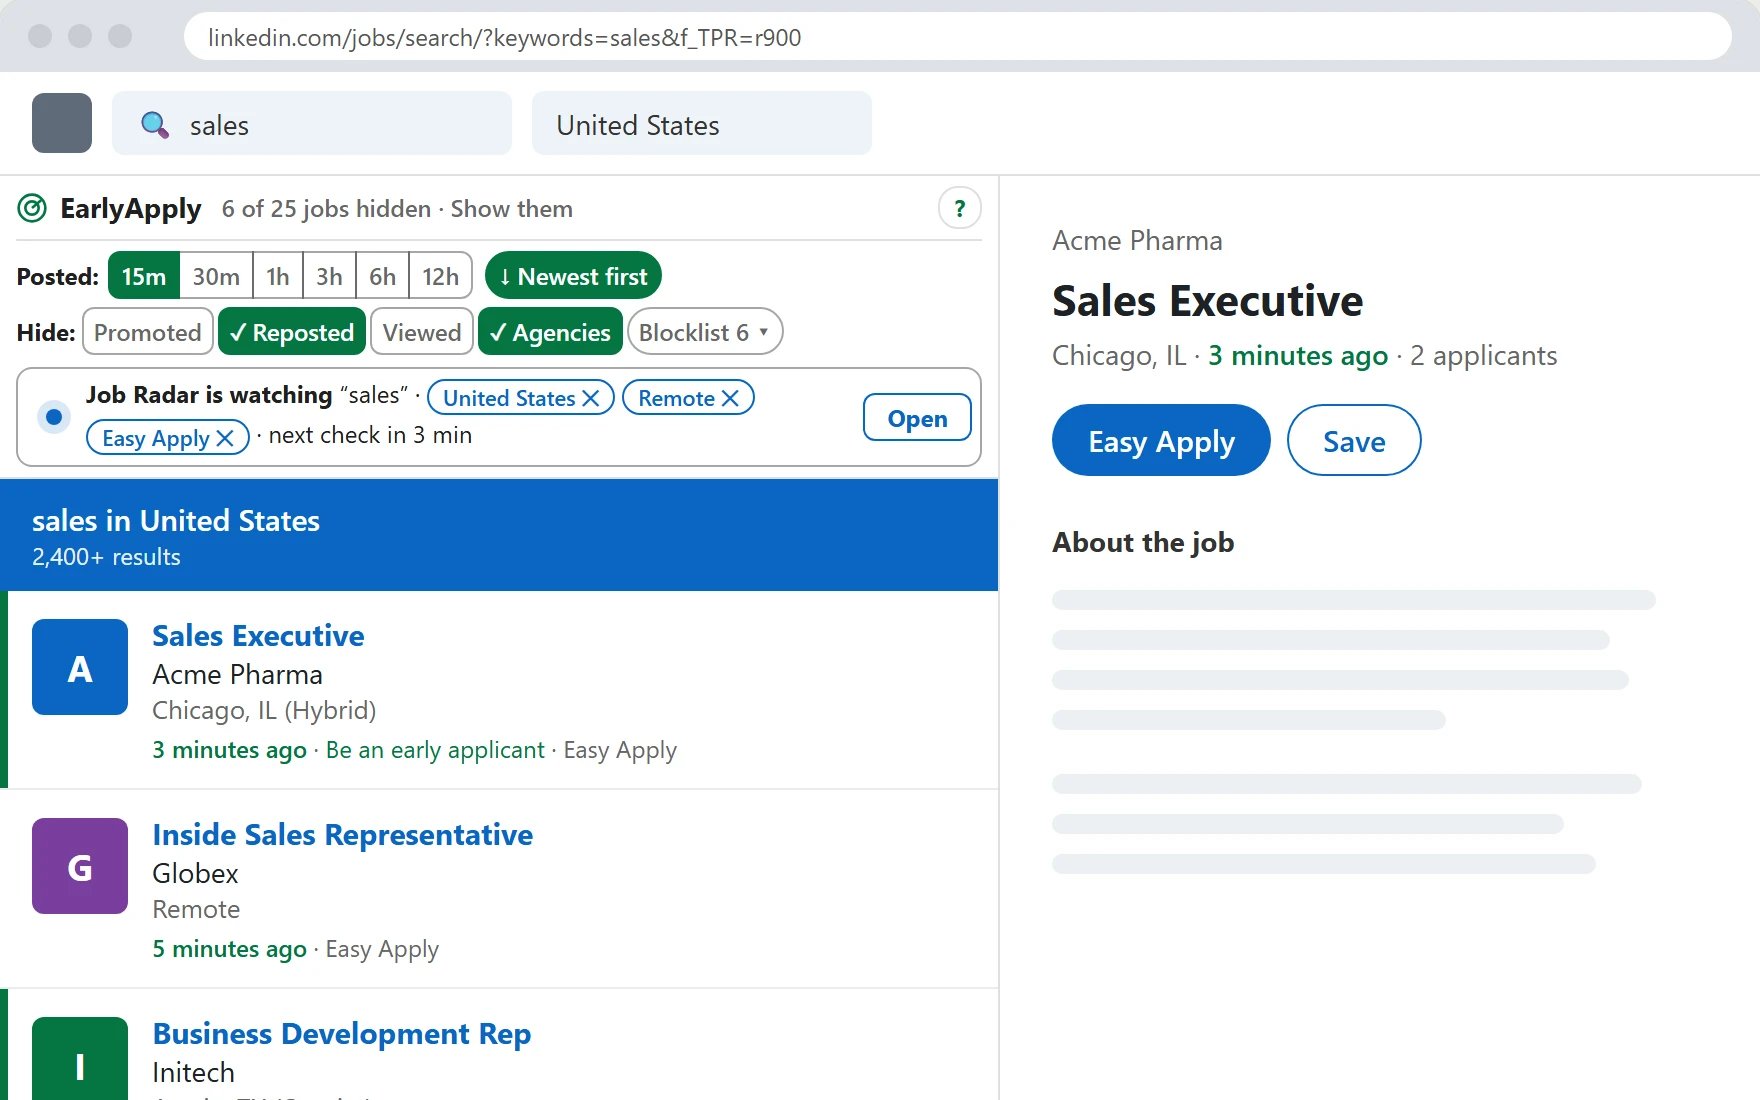 linkedin.com/jobs/search/?keywords=sales&f_TPR=r900
sales
United States
EarlyApply 6 of 25 jobs hidden · Show them ?
Posted: 15m 30m 1h 3h 6h 12h ↓ Newest first
Hide: Promoted ✓ Reposted Viewed ✓ Agencies Blocklist 6 ▾
Job Radar is watching “sales” · United States ✕ Remote ✕
Easy Apply ✕ · next check in 3 min
Open
sales in United States
2,400+ results
A
Sales Executive
Acme Pharma
Chicago, IL (Hybrid)
3 minutes ago · Be an early applicant · Easy Apply
G
Inside Sales Representative
Globex
Remote
5 minutes ago · Easy Apply
I
Business Development Rep
Initech
Acme Pharma
Sales Executive
Chicago, IL · 3 minutes ago · 2 applicants
Easy Apply
Save
About the job